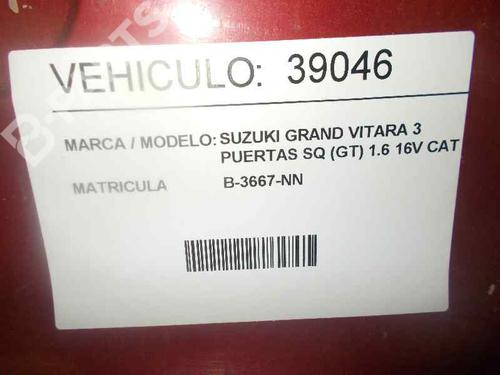 VEHICULO: 39046
MARCA / MODELO: SUZUKI GRAND VITARA 3
PUERTAS SQ (GT) 1.6 16V CAT
MATRICULA B-3667-NN